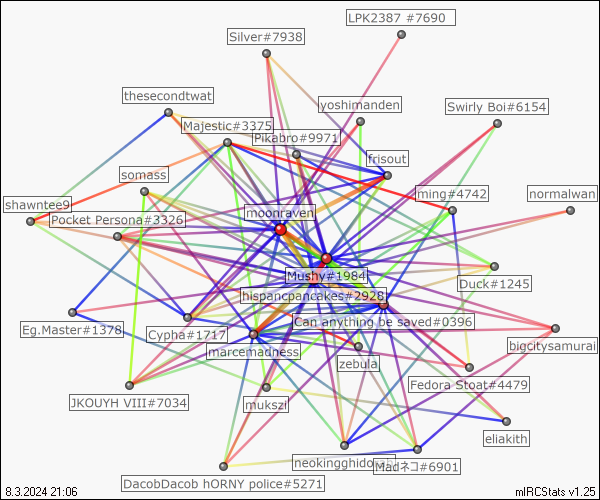 LPK2387 #7690
Silver#7938
thesecondtwat
yoshimanden
Swirly Boi#6154
Majestic#3375
Pikabro#9971
frisout
somass
ming#4742
normalwan
shawntee9
moonraven
Pocket Persona#3326
Mushy#1984
Duck#1245
hispancpancakes#2928
Can anything be saved#0396
Eg.Master#1378
Cypha#1717
bigcitysamurai
marcemadness
zebula
Fedora Stoat#4479
JKOUYH VIII#7034
mukszi
eliakith
neokingghido
Madネコ#6901
DacobDacob hORNY police#5271
8.3.2024 21:06
mIRCStats v1.25